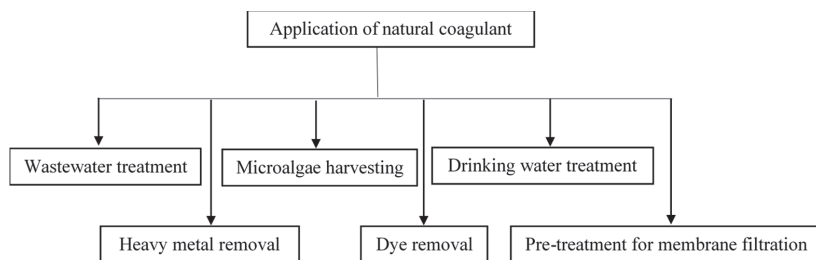 Application of natural coagulant
Wastewater treatment
Microalgae harvesting
Drinking water treatment
Heavy metal removal
Dye removal
Pre-treatment for membrane filtration